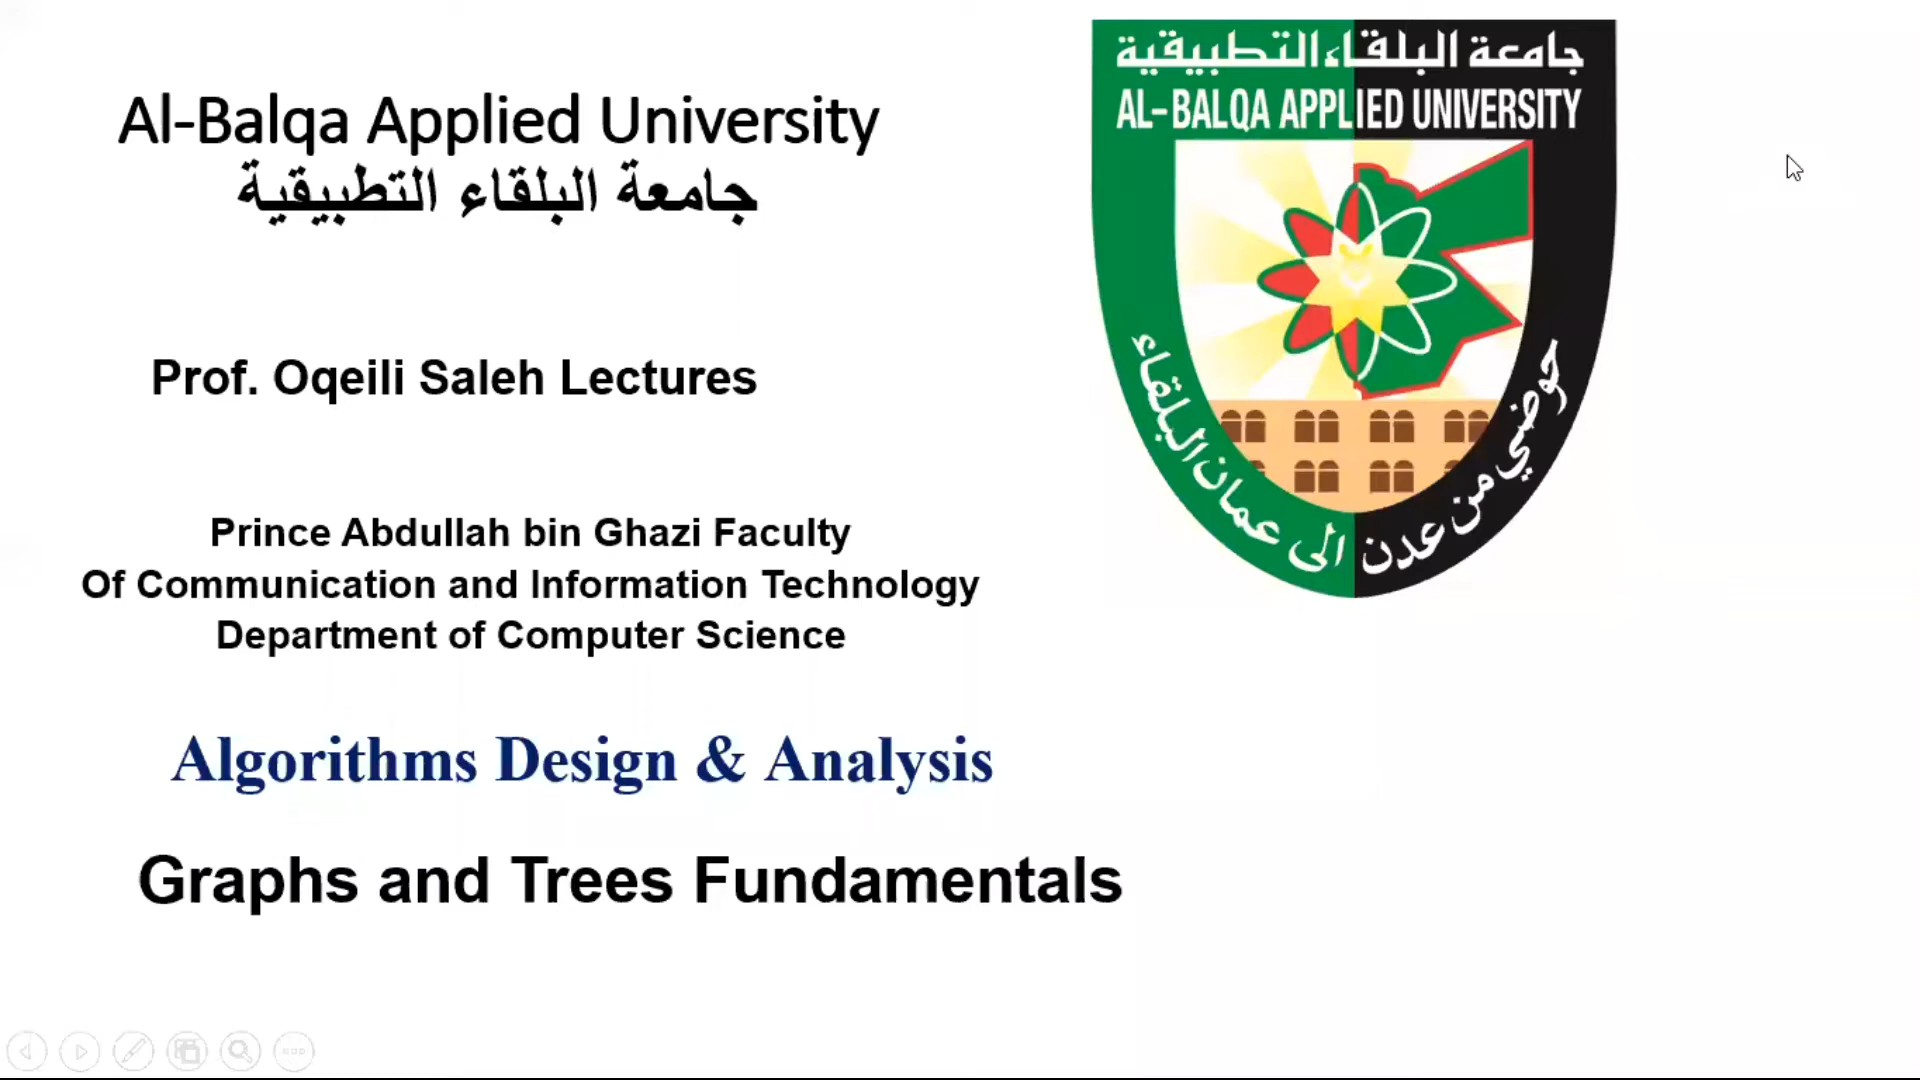 Al-Balqa Applied University
جامعة البلقاء التطبيقية
Prof. Oqeili Saleh Lectures
Prince Abdullah bin Ghazi Faculty
Of Communication and Information Technology
Department of Computer Science
Algorithms Design & Analysis
Graphs and Trees Fundamentals
جامعة البلقاء التطبيقية
AL-BALQA APPLIED UNIVERSITY
حوضي من عدن الى عمان البلقاء